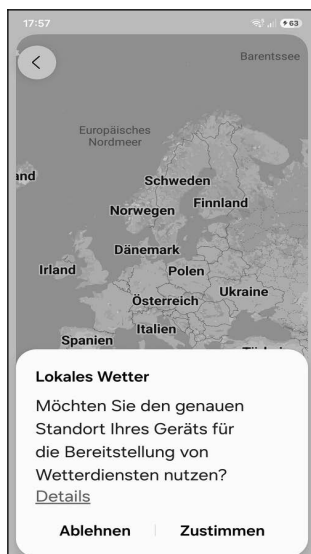 17:57
63
Barentssee
Europäisches
Nordmeer
and
Schweden
Norwegen Finnland
Dänemark
Irland
Polen
Ukraine
Österreich
Italien
Spanien
Lokales Wetter
Möchten Sie den genauen
Standort Ihres Geräts für
die Bereitstellung von
Wetterdiensten nutzen?
Details
Ablehnen Zustimmen